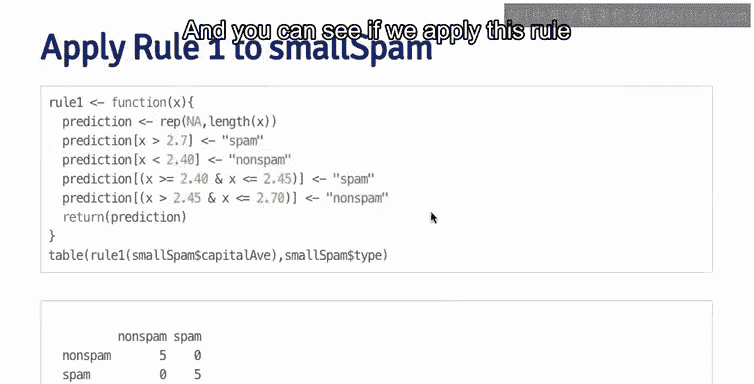 And you can see if we apply this rule
Apply Rule 1 to smallSpam
rule1 <- function(x){
prediction <- rep(NA,length(x))
prediction[x > 2.7] <- "spam"
prediction[x < 2.40] <- "nonspam"
prediction[(x >= 2.40 & x <= 2.45)] <- "spam"
prediction[(x > 2.45 & x <= 2.70)] <- "nonspam"
return(prediction)
}
table(rule1(smallSpam$capitalAve),smallSpam$type)
nonspam spam
nonspam 5 0
spam 0 5